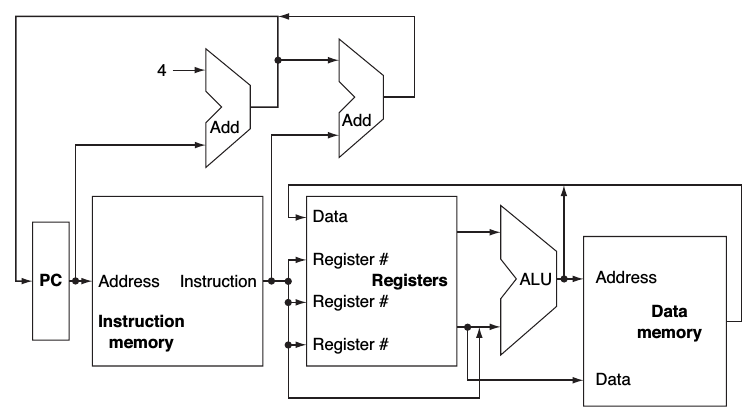 4
Add
Add
Data
Register #
PC
Address
Instruction
Registers
ALU
Address
Register #
Instruction
memory
Data
memory
Register #
Data